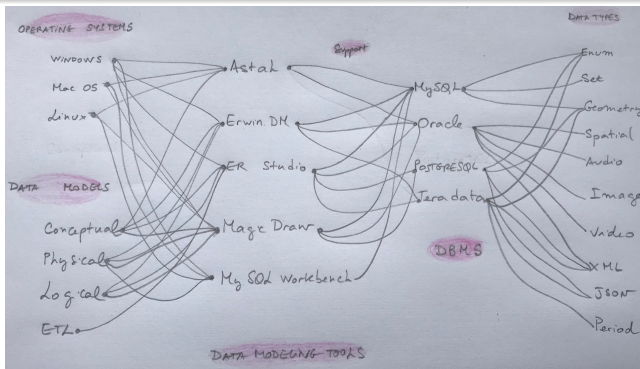 OPERATING SYSTEMS
DATA TYPES
Support
WINDOWS
Mac OS
Linux
AstaH
Erwin DM
ER Studio
Magic Draw
My SQL Workbench
DATA MODELS
Conceptual
Physical
Logical
ETL
MySQL
Oracle
POSTGRESQL
Teradata
DBMS
Enum
Set
Geometry
Spatial
Audio
Image
Video
XML
JSON
Period
DATA MODELING TOOLS